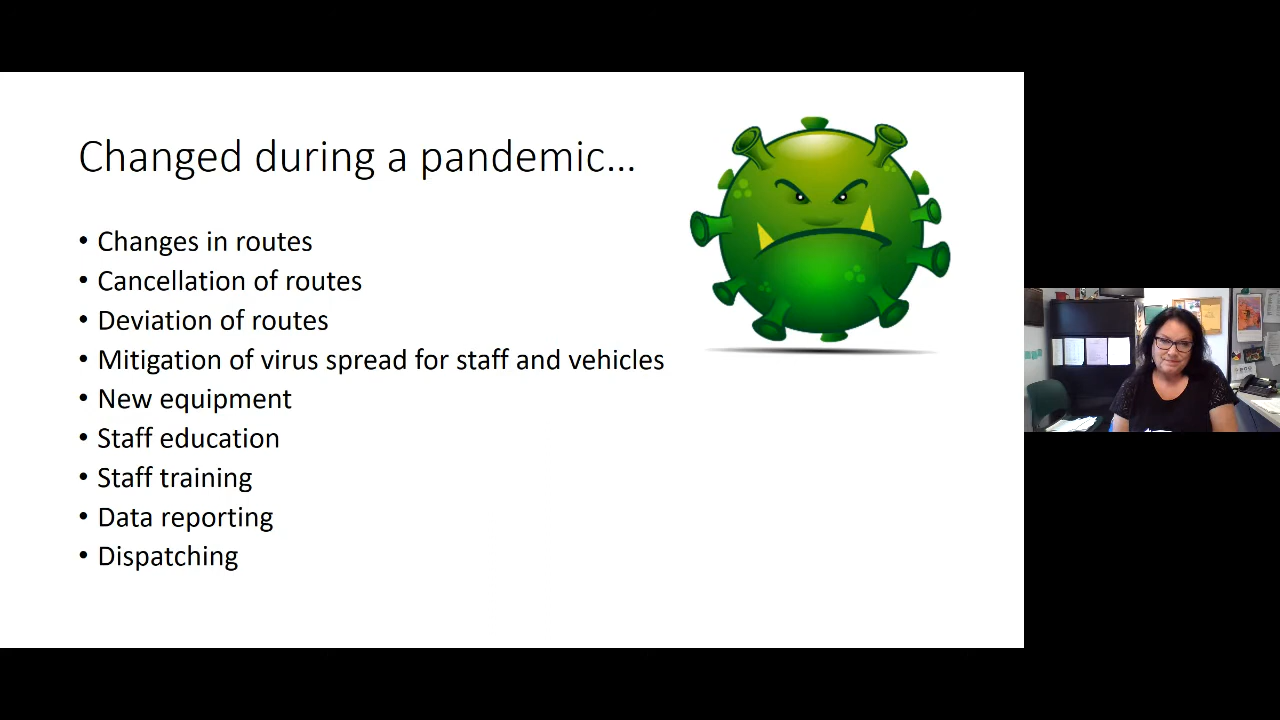 Changed during a pandemic...
• Changes in routes
• Cancellation of routes
• Deviation of routes
• Mitigation of virus spread for staff and vehicles
• New equipment
• Staff education
• Staff training
• Data reporting
• Dispatching